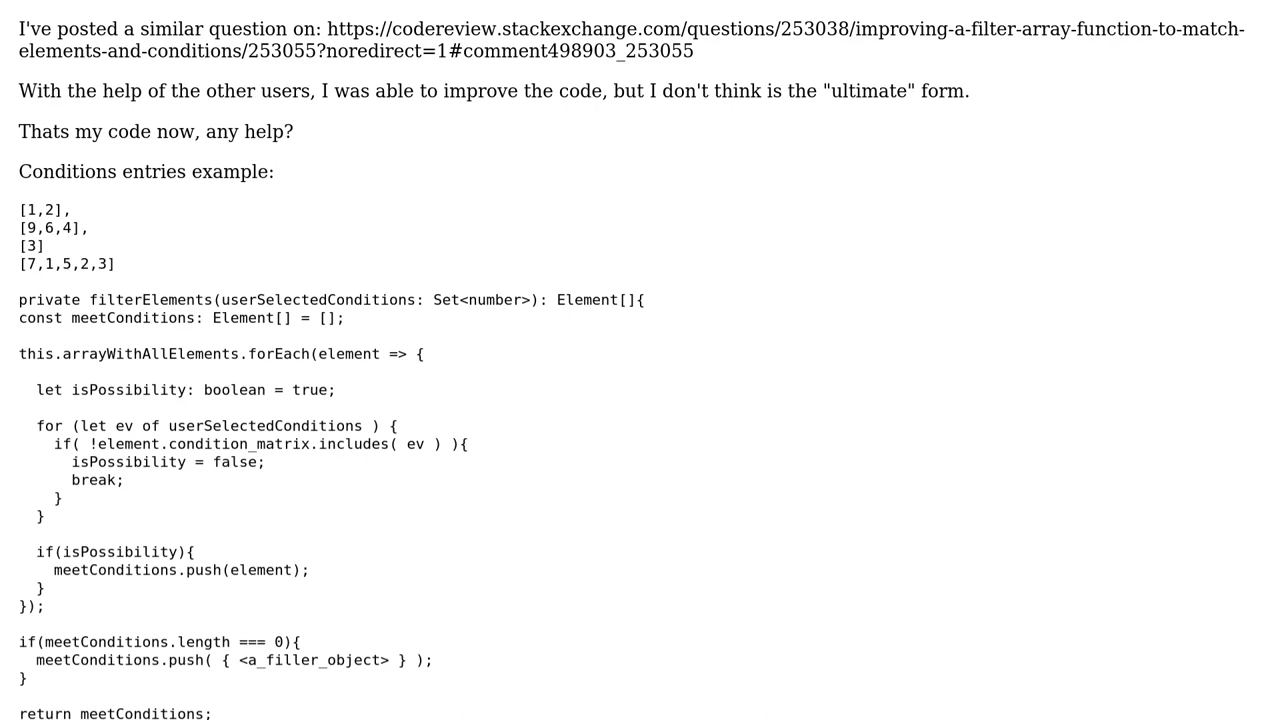 I've posted a similar question on: https://codereview.stackexchange.com/questions/253038/improving-a-filter-array-function-to-match-
elements-and-conditions/253055?noredirect=1#comment498903_253055
With the help of the other users, I was able to improve the code, but I don't think is the "ultimate" form.
Thats my code now, any help?
Conditions entries example:
[1,2],
[9,6,4],
[3]
[7,1,5,2,3]
private filterElements(userSelectedConditions: Set<number>): Element[]{
const meetConditions: Element[] = [];
this.arrayWithAllElements.forEach(element => {
  let isPossibility: boolean = true;
  for (let ev of userSelectedConditions ) {
    if( !element.condition_matrix.includes( ev ) ){
      isPossibility = false;
      break;
    }
  }
  if(isPossibility){
    meetConditions.push(element);
  }
});
if(meetConditions.length === 0){
  meetConditions.push( { <a_filler_object> } );
}
return meetConditions;